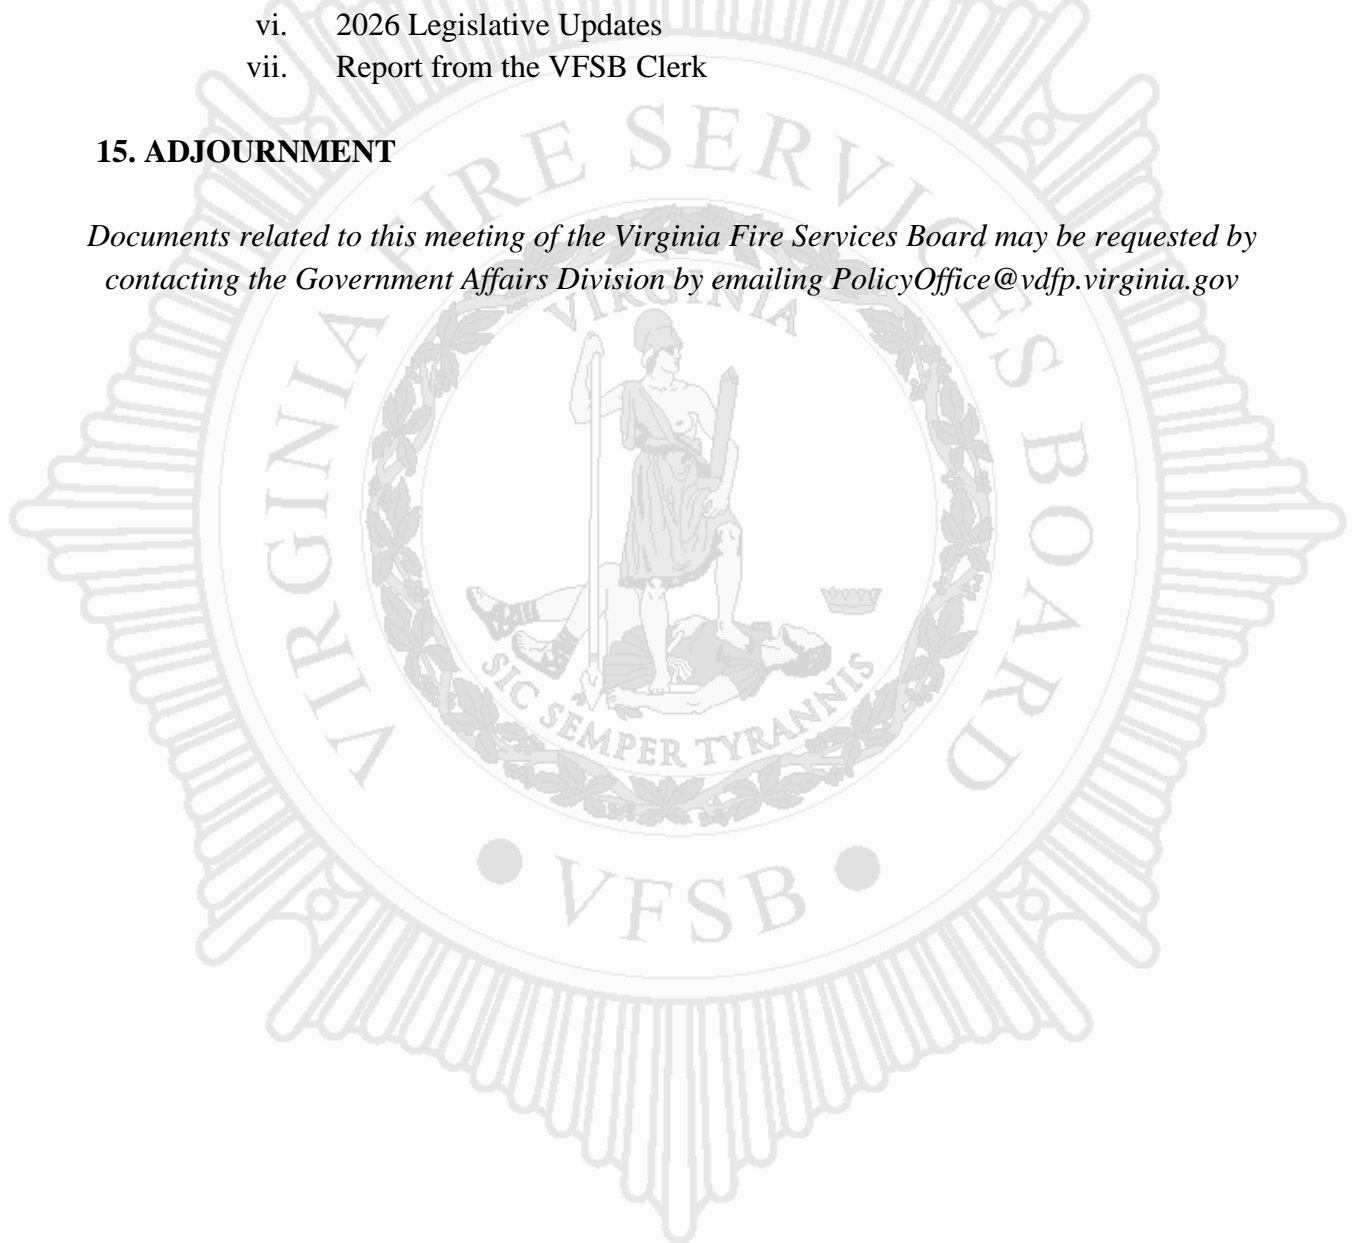 vi. 2026 Legislative Updates
vii. Report from the VFSB Clerk
15. ADJOURNMENT
Documents related to this meeting of the Virginia Fire Services Board may be requested by
contacting the Government Affairs Division by emailing PolicyOffice@vdfp.virginia.gov
VIRGINIA FIRE SERVICES BOARD
VIRGINIA
SIC SEMPER TYRANNIS
• VFSB •